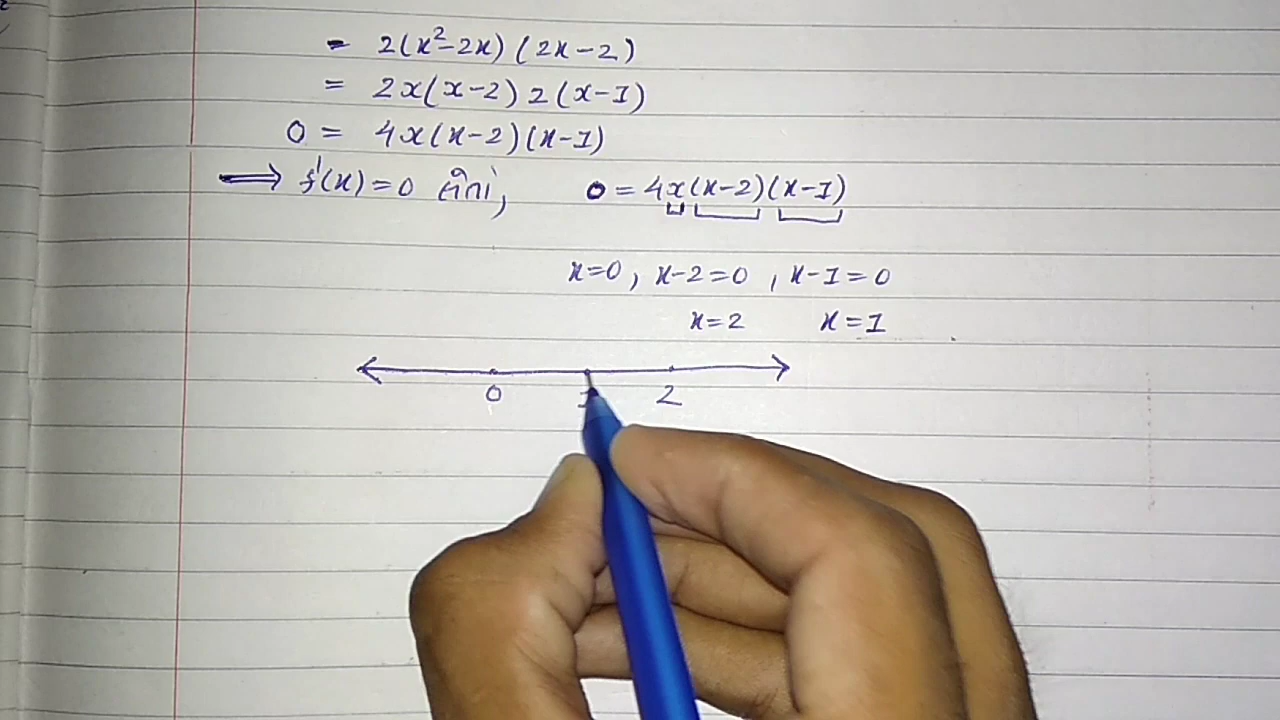 = 2(x²-2x) (2x-2)
= 2x(x-2) 2(x-1)
0 = 4x(x-2)(x-1)
⟹ f'(x)=0 લેતાં, 0 = 4x(x-2)(x-1)
x=0, x-2=0, x-1=0
x=2 x=1
0 1 2